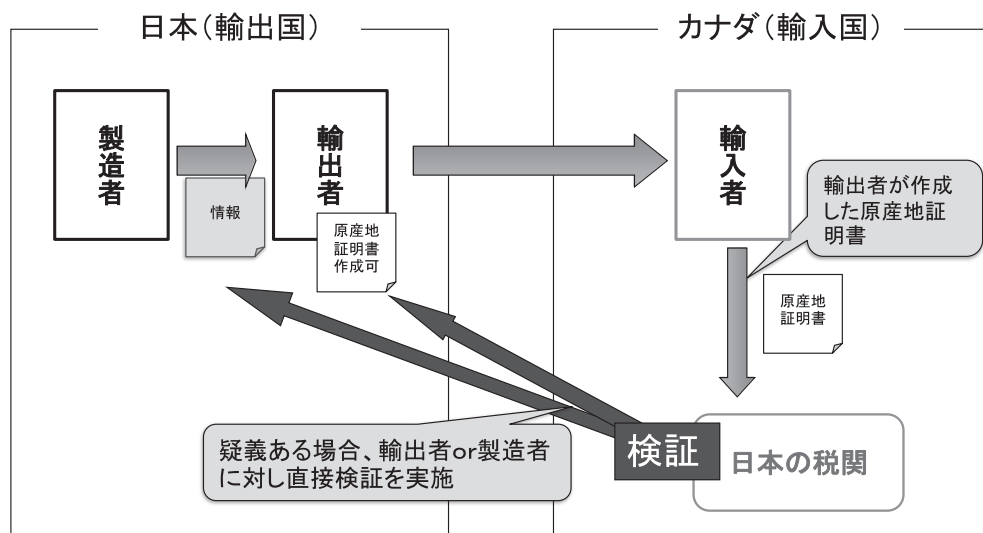 日本（輸出国）
カナダ（輸入国）
製造者
輸出者
輸入者
情報
原産地
証明書
作成可
輸出者が作成
した原産地証
明書
原産地
証明書
疑義ある場合、輸出者or製造者
に対し直接検証を実施
検証
日本の税関